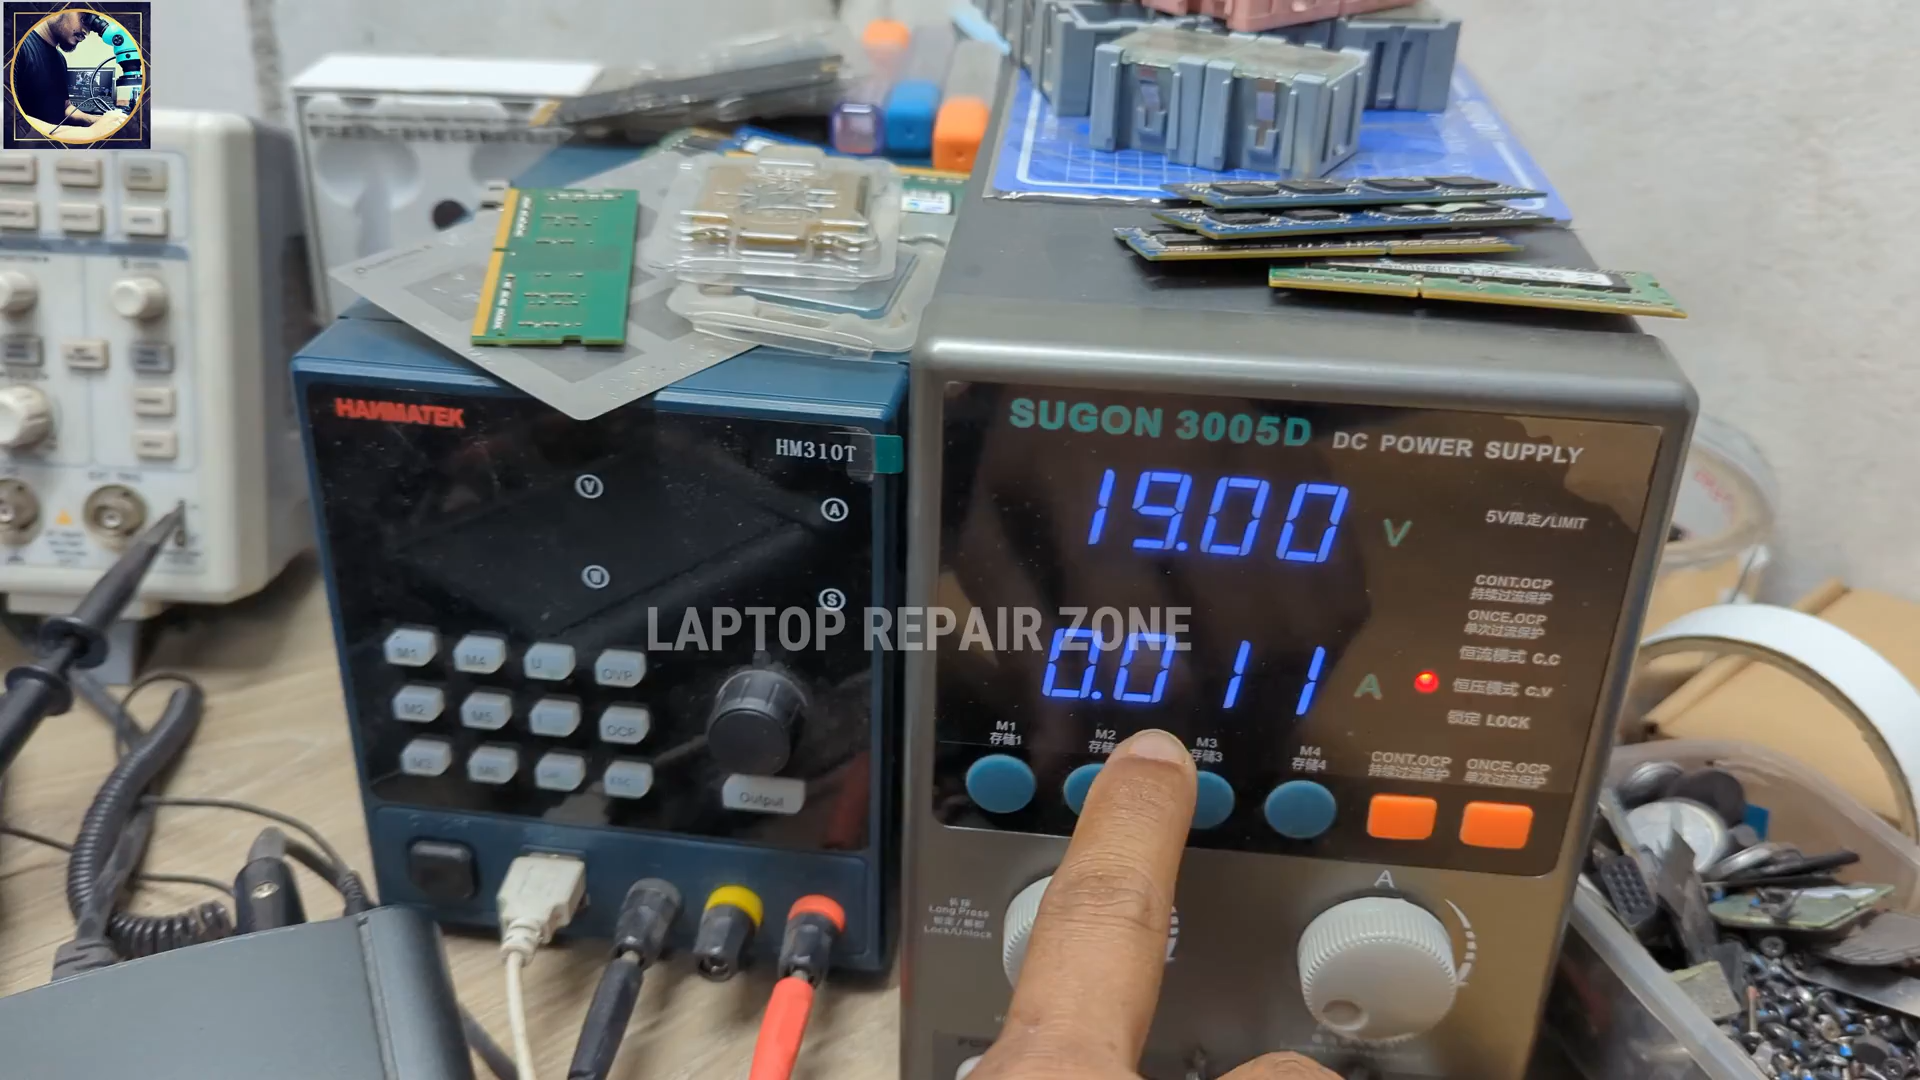 HANMATEK
HM310T
V
A
W
S
M1
M4
U
OVP
M2
M5
I
OCP
M3
M6
Output
SUGON 3005D DC POWER SUPPLY
19.00 V
5V限定/LIMIT
CONT.OCP
持续过流保护
ONCE.OCP
单次过流保护
恒流模式 C.C
LAPTOP REPAIR ZONE
0.011 A
恒压模式 C.V
锁定 LOCK
M1
存储1
M2
M3
存储3
M4
存储4
CONT.OCP
持续过流保护
ONCE.OCP
单次过流保护
A
Long Press
Lock/Unlock